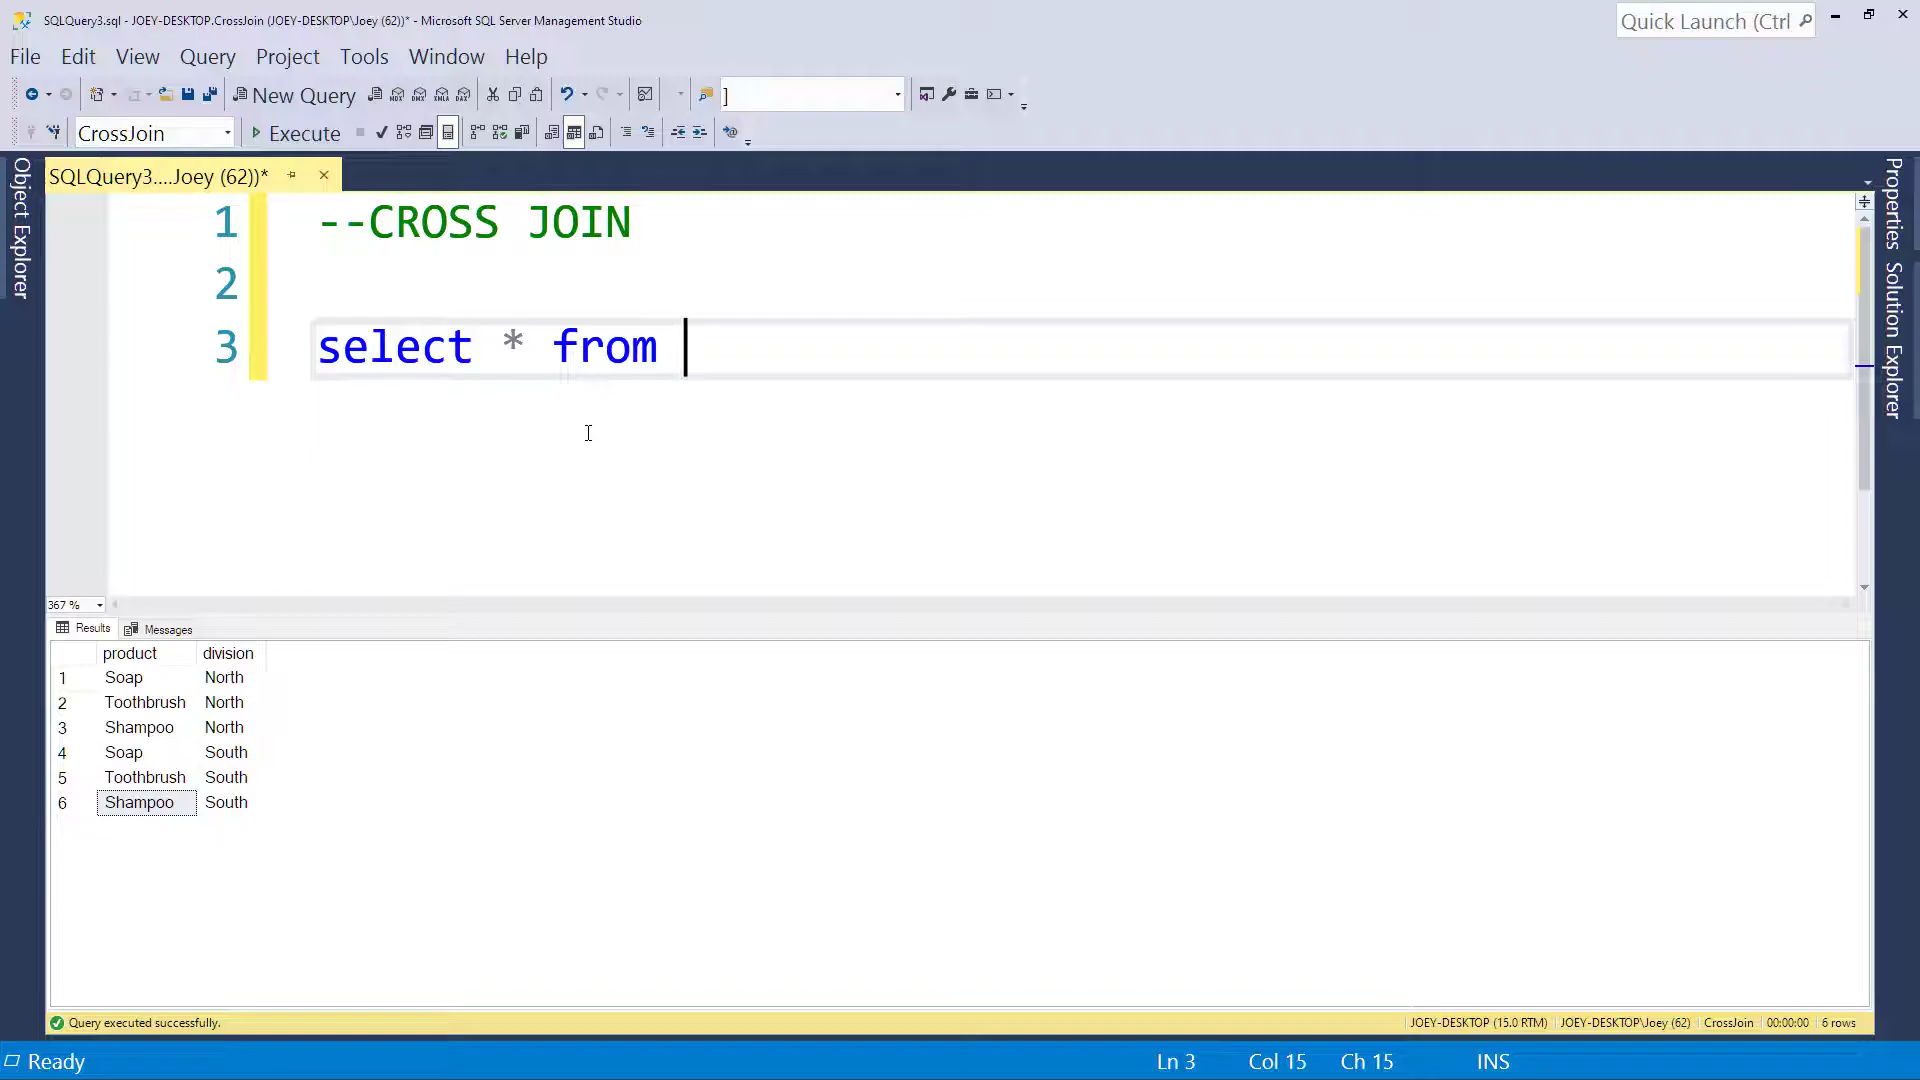 SQLQuery3.sql - JOEY-DESKTOP.CrossJoin (JOEY-DESKTOP\Joey (62))* - Microsoft SQL Server Management Studio
Quick Launch (Ctrl
File Edit View Query Project Tools Window Help
New Query MDX DMX XMLA DAX ]
CrossJoin Execute
SQLQuery3....Joey (62))*
Object Explorer
Properties
Solution Explorer
1 --CROSS JOIN
2
3 select * from
367 %
Results Messages
product division
1 Soap North
2 Toothbrush North
3 Shampoo North
4 Soap South
5 Toothbrush South
6 Shampoo South
Query executed successfully. JOEY-DESKTOP (15.0 RTM) JOEY-DESKTOP\Joey (62) CrossJoin 00:00:00 6 rows
Ready Ln 3 Col 15 Ch 15 INS